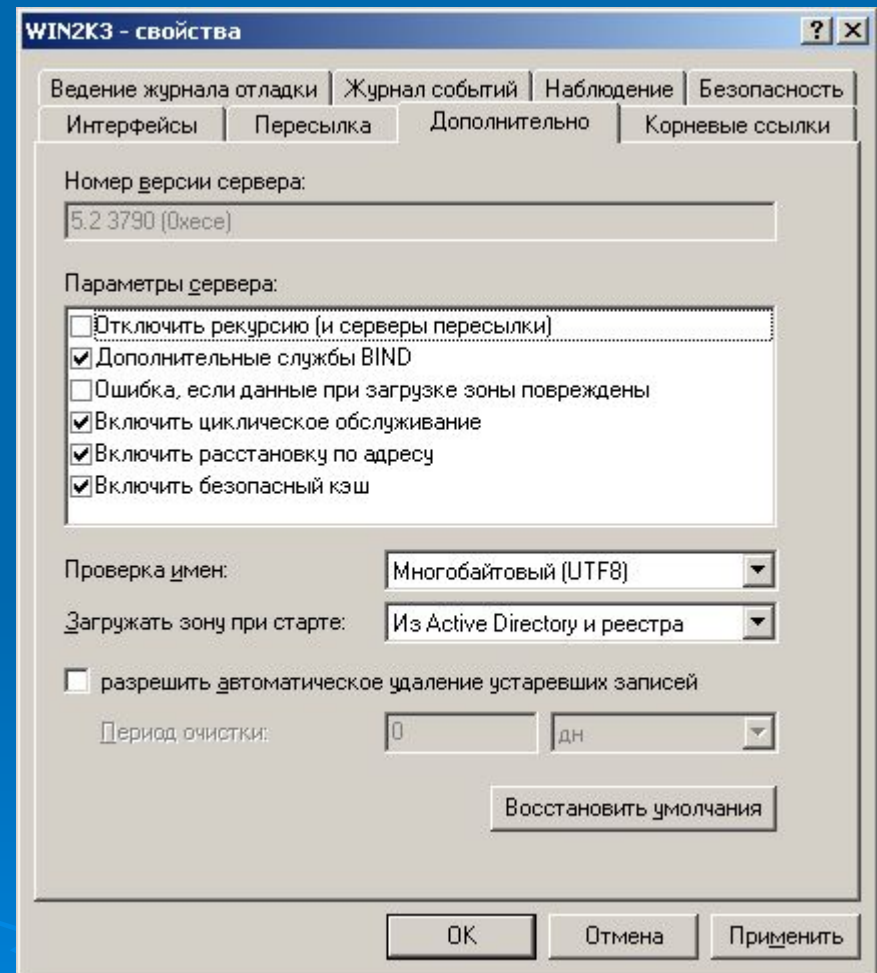 WIN2K3 - свойства
Ведение журнала отладки Журнал событий Наблюдение Безопасность
Интерфейсы Пересылка Дополнительно Корневые ссылки
Номер версии сервера:
5.2 3790 (0xece)
Параметры сервера:
Отключить рекурсию (и серверы пересылки)
Дополнительные службы BIND
Ошибка, если данные при загрузке зоны повреждены
Включить циклическое обслуживание
Включить расстановку по адресу
Включить безопасный кэш
Проверка имен: Многобайтовый (UTF8)
Загружать зону при старте: Из Active Directory и реестра
разрешить автоматическое удаление устаревших записей
Период очистки: 0 дн
Восстановить умолчания
OK Отмена Применить